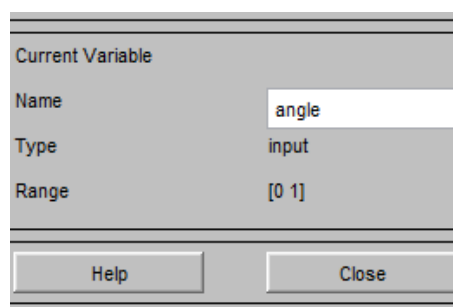 Current Variable
Name angle
Type input
Range [0 1]
Help Close